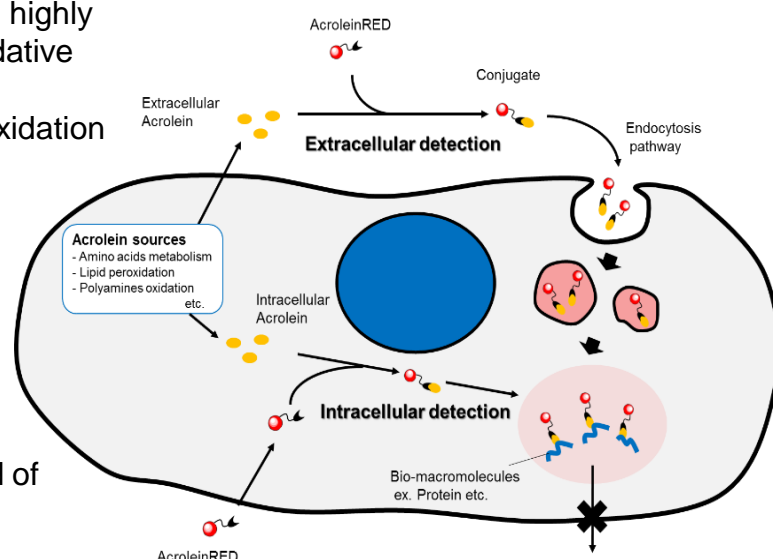 highly
dative
xidation
AcroleinRED
Conjugate
Extracellular
Acrolein
Extracellular detection
Endocytosis
pathway
Acrolein sources
- Amino acids metabolism
- Lipid peroxidation
- Polyamines oxidation
etc.
Intracellular
Acrolein
Intracellular detection
Bio-macromolecules
ex. Protein etc.
l of
AcroleinRED